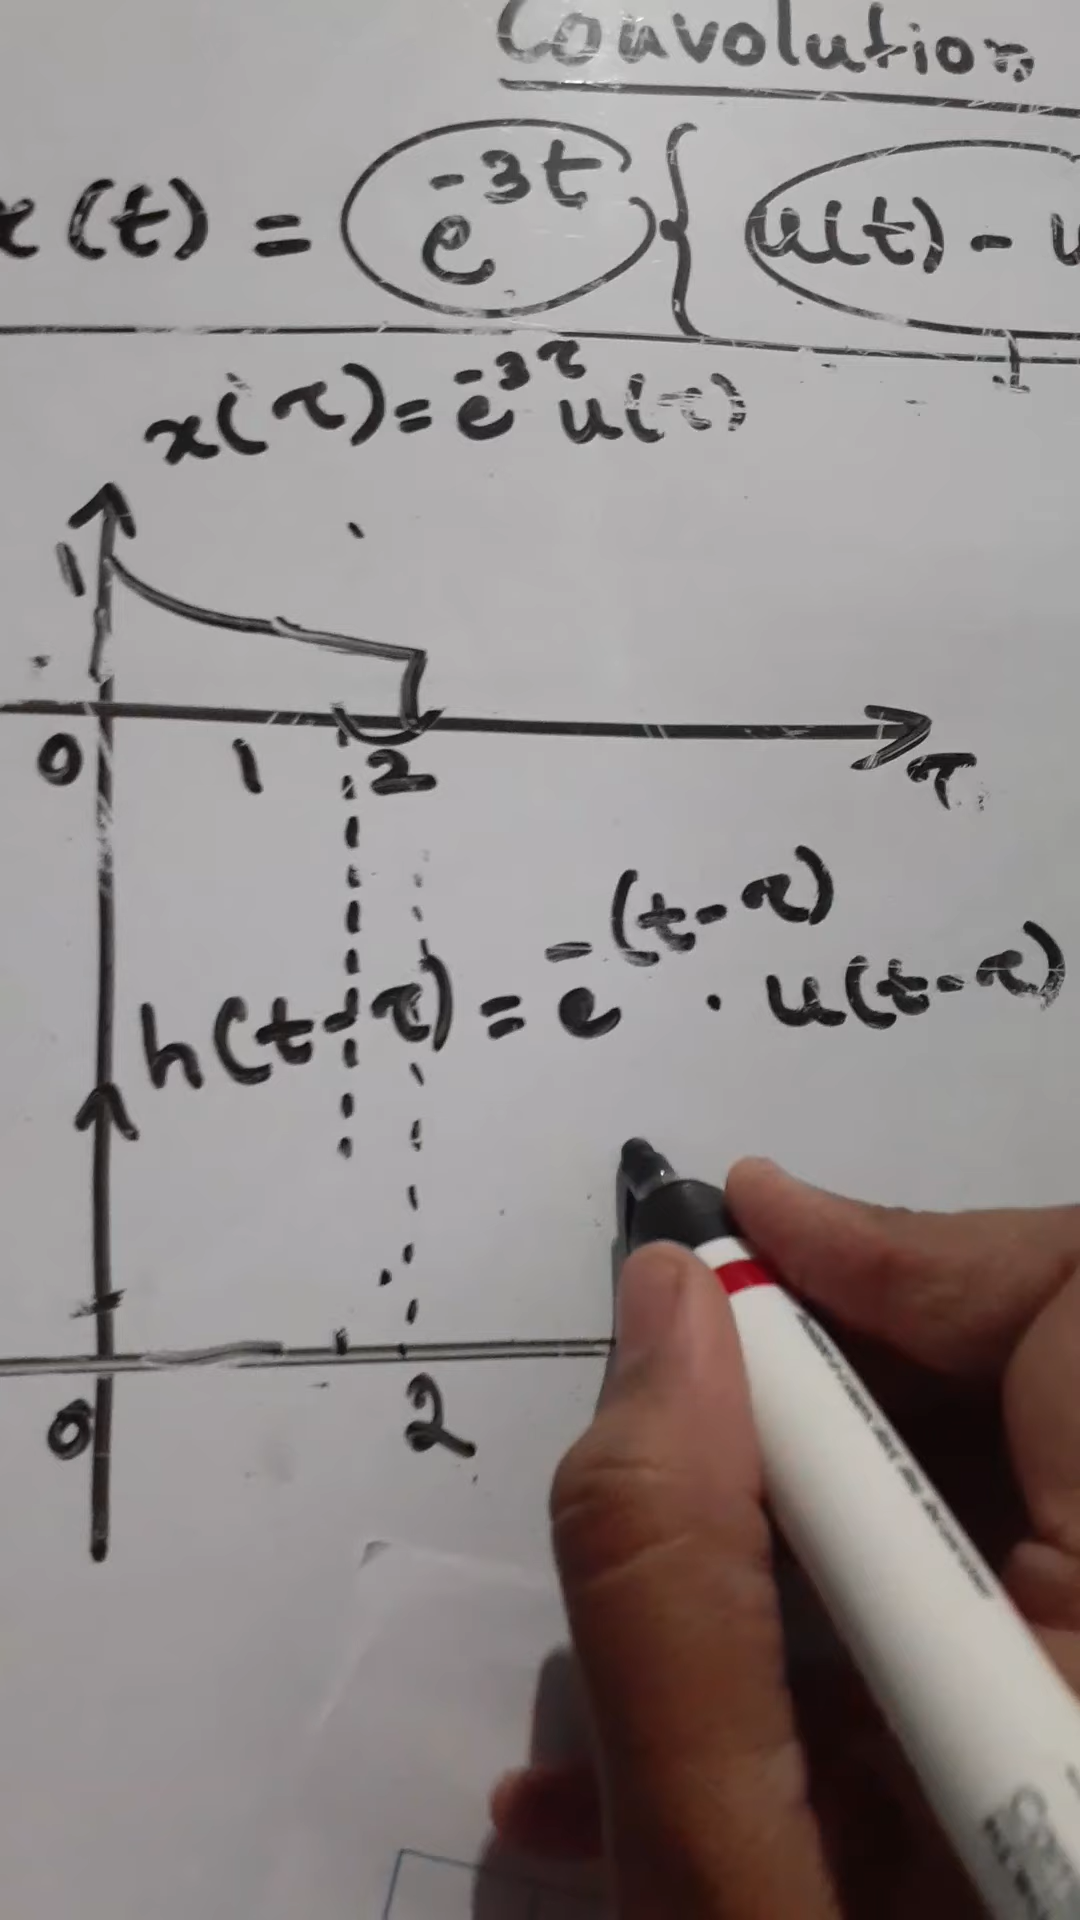 Convolution
x(t) = e^{-3t} { u(t) - u
x(τ) = e^{-3τ} u(τ)
1
0 1 2 τ
h(t-τ) = e^{-(t-τ)} · u(t-τ)
0 2